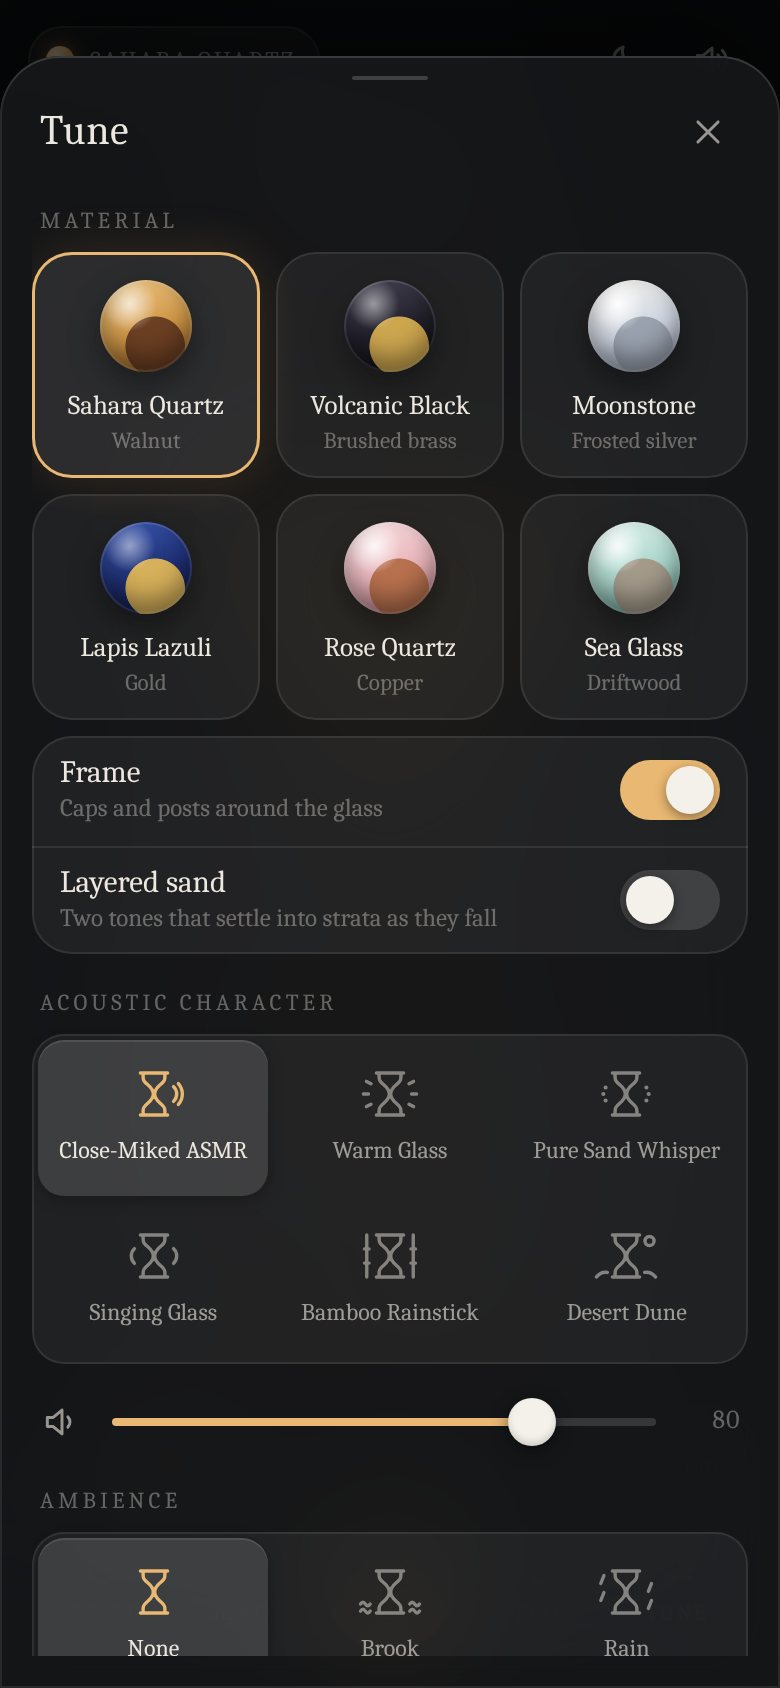 SAHARA QUARTZ
Tune
MATERIAL
Sahara Quartz
Walnut
Volcanic Black
Brushed brass
Moonstone
Frosted silver
Lapis Lazuli
Gold
Rose Quartz
Copper
Sea Glass
Driftwood
Frame
Caps and posts around the glass
Layered sand
Two tones that settle into strata as they fall
ACOUSTIC CHARACTER
Close-Miked ASMR
Warm Glass
Pure Sand Whisper
Singing Glass
Bamboo Rainstick
Desert Dune
80
AMBIENCE
None
Brook
Rain